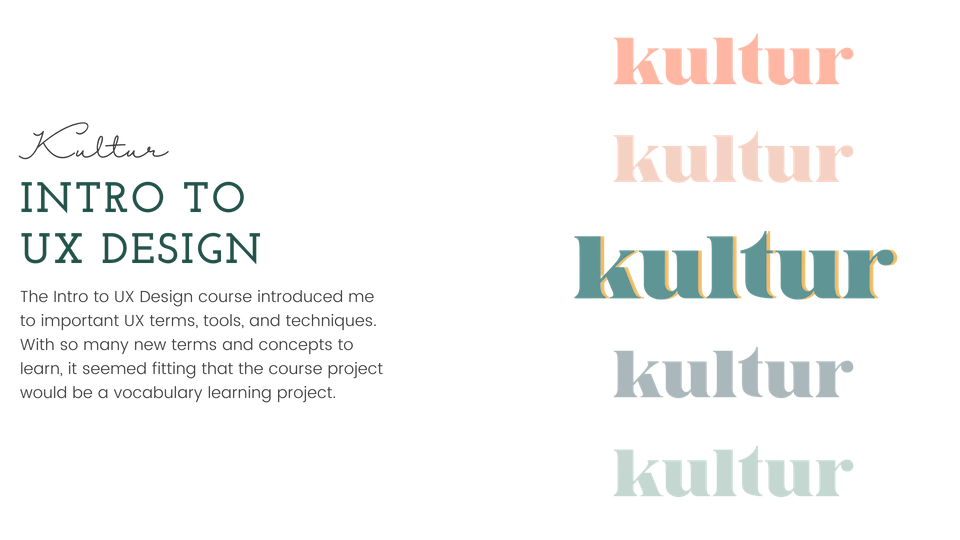 Kultur
INTRO TO
UX DESIGN
The Intro to UX Design course introduced me
to important UX terms, tools, and techniques.
With so many new terms and concepts to
learn, it seemed fitting that the course project
would be a vocabulary learning project.
kultur
kultur
kultur
kultur
kultur